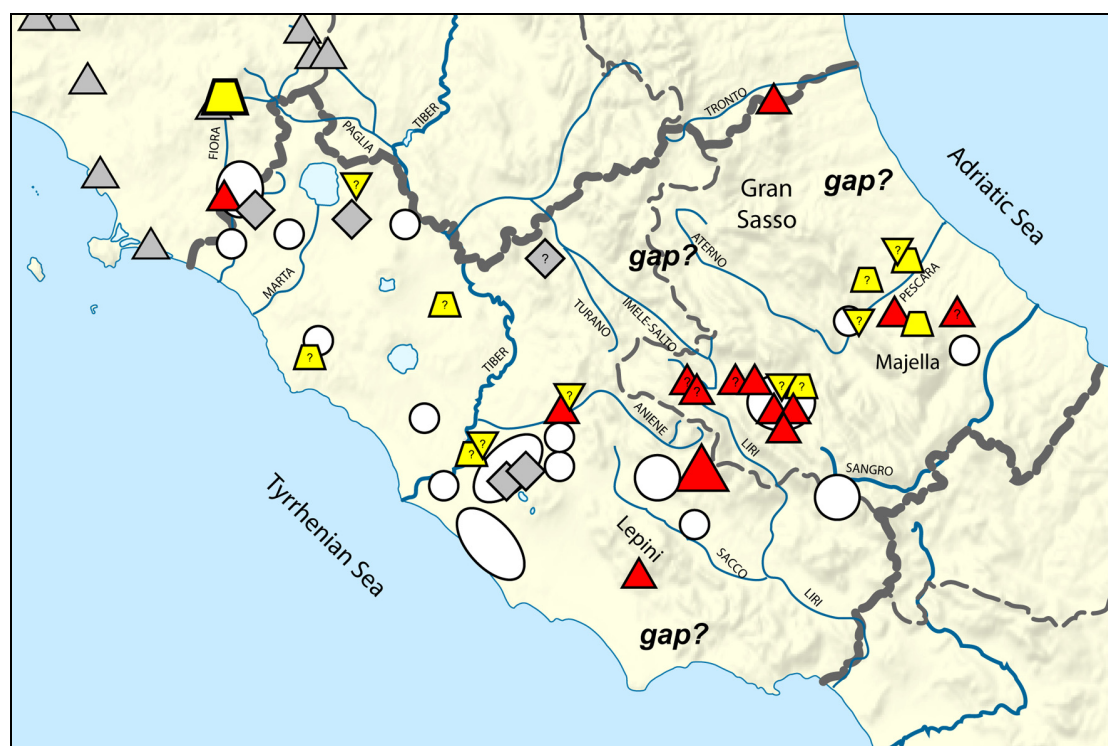 TRONTO
TIBER
PAGLIA
FIORA
Adriatic Sea
gap?
Gran
Sasso
?
gap?
ATERNO
?
?
?
MARTA
TURANO
IMELE-SALTO
PESCARA
?
?
?
?
?
TIBER
Majella
?
?
?
?
?
?
ANIENE
?
?
LIRI
SANGRO
Tyrrhenian Sea
Lepini
SACCO
LIRI
gap?